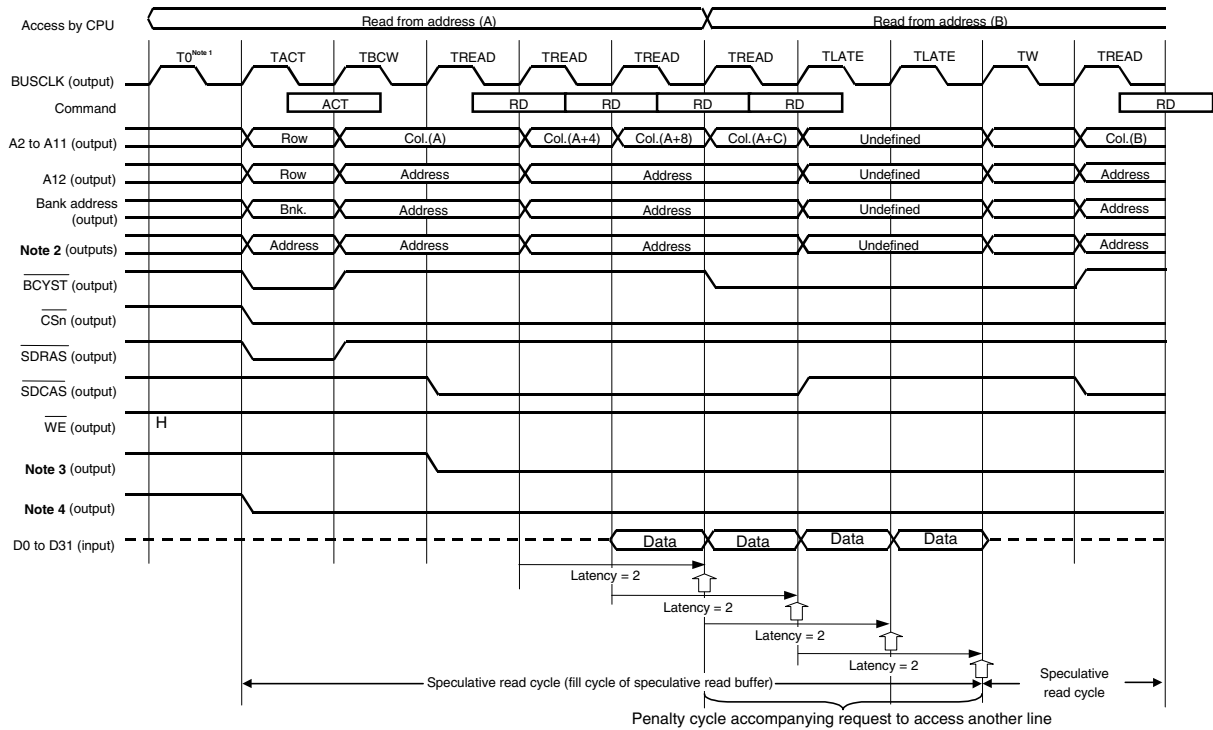 Access by CPU Read from address (A) Read from address (B)
T0Note 1 TACT TBCW TREAD TREAD TREAD TREAD TLATE TLATE TW TREAD
BUSCLK (output)
Command ACT RD RD RD RD RD
A2 to A11 (output) Row Col.(A) Col.(A+4) Col.(A+8) Col.(A+C) Undefined Col.(B)
A12 (output) Row Address Address Undefined Address
Bank address
(output) Bnk. Address Address Undefined Address
Note 2 (outputs) Address Address Address Undefined Address
BCYST (output)
CSn (output)
SDRAS (output)
SDCAS (output)
WE (output) H
Note 3 (output)
Note 4 (output)
D0 to D31 (input) Data Data Data Data
Latency = 2
Latency = 2
Latency = 2
Latency = 2
Speculative read cycle (fill cycle of speculative read buffer) Speculative
read cycle
Penalty cycle accompanying request to access another line